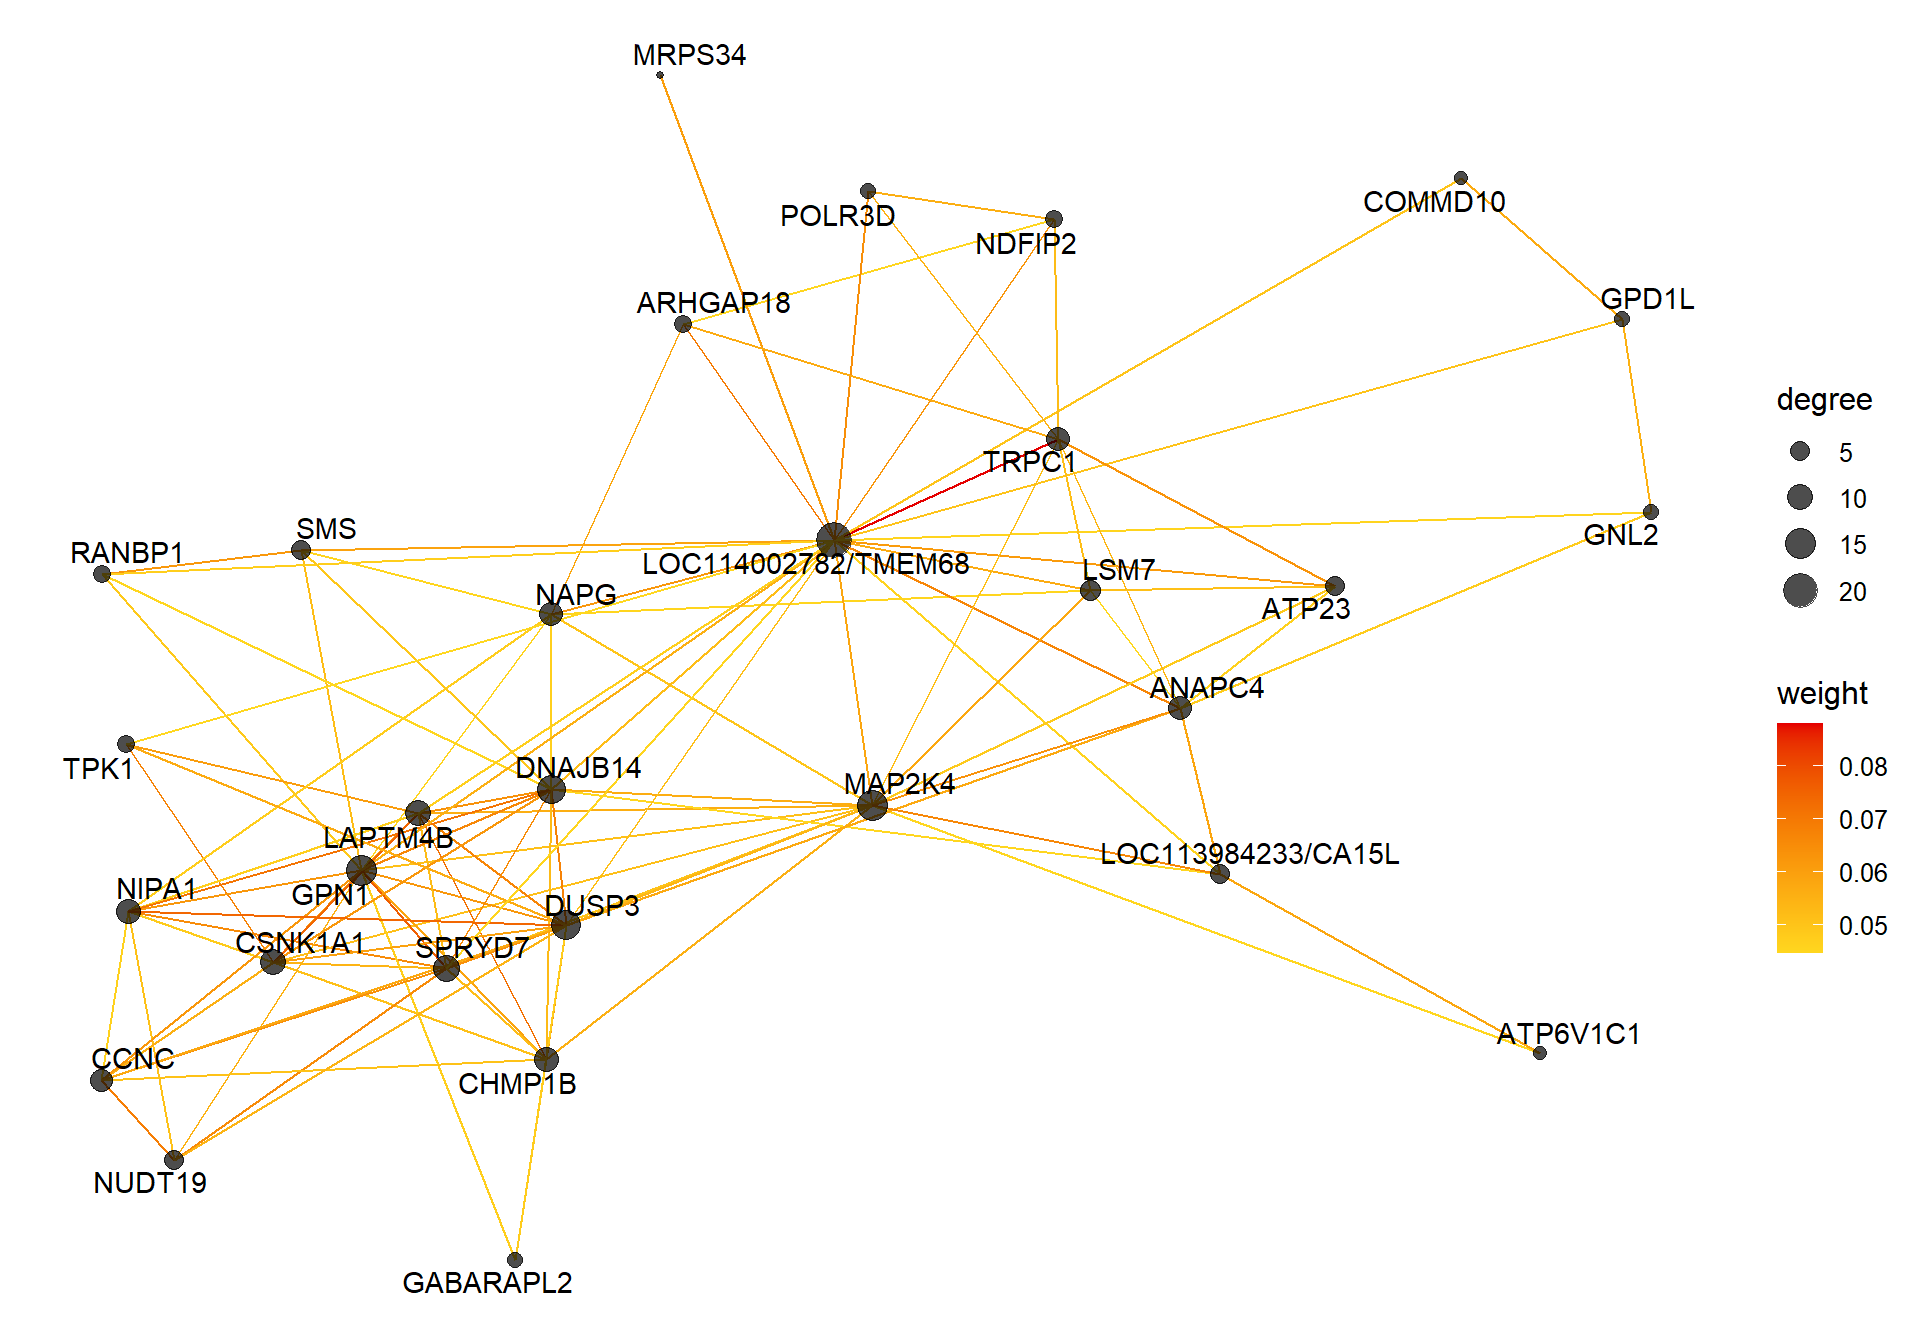 MRPS34
COMMD10
POLR3D
NDFIP2
ARHGAP18
GPD1L
degree
5
10
15
20
TRPC1
SMS
RANBP1
GNL2
LOC114002782/TMEM68
LSM7
NAPG
ATP23
ANAPC4
weight
0.08
0.07
0.06
0.05
TPK1
DNAJB14
MAP2K4
LAPTM4B
LOC113984233/CA15L
NIPA1
GPN1
DUSP3
CSNK1A1
SPRYD7
ATP6V1C1
CCNC
CHMP1B
NUDT19
GABARAPL2